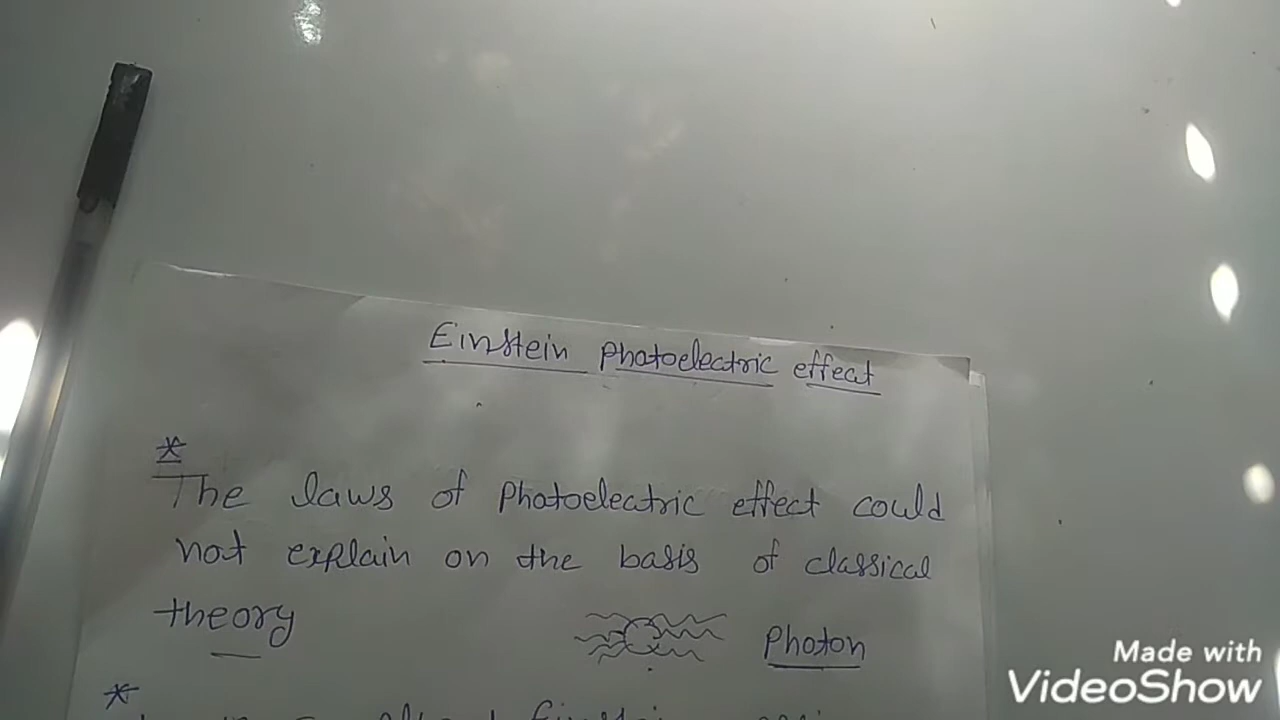 Einstein Photoelectric effect
*
The laws of Photoelectric effect could
not explain on the basis of classical
theory
Photon
*
Made with
VideoShow